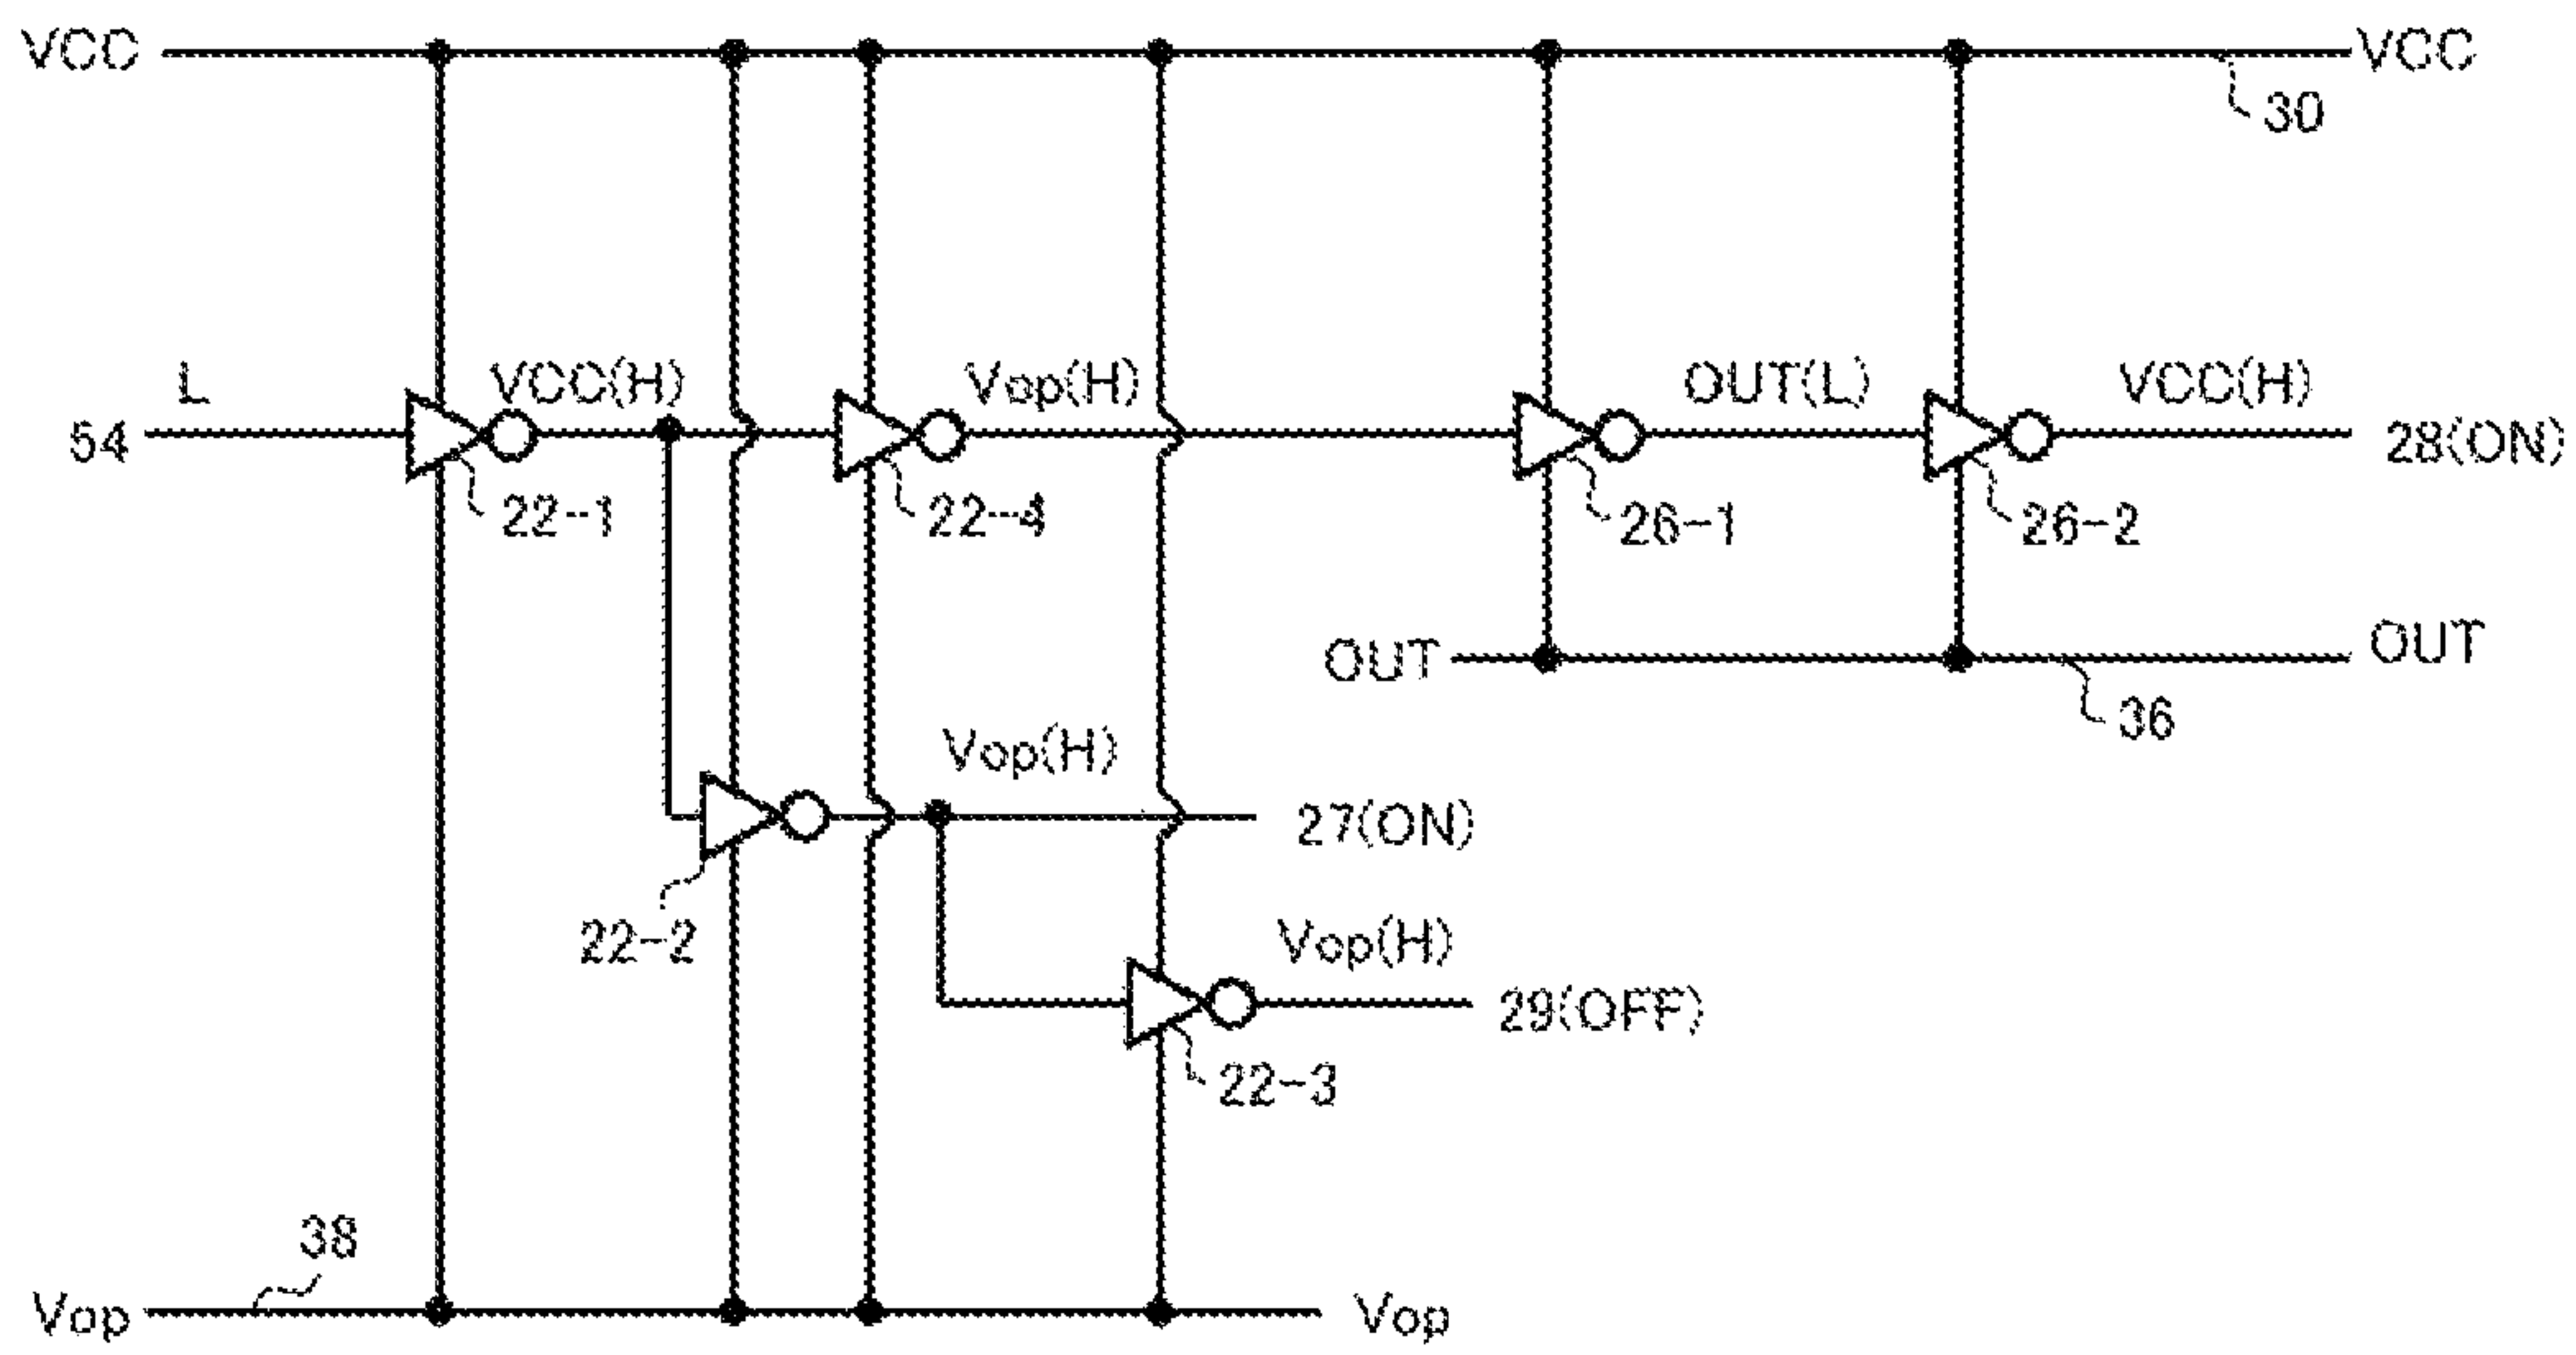 VCC VCC
30
L VCC(H) Vop(H) OUT(L) VCC(H)
54 28(ON)
22-1 22-4 26-1 26-2
OUT OUT
36
Vop(H)
27(ON)
22-2 Vop(H)
29(OFF)
22-3
38
Vop Vop